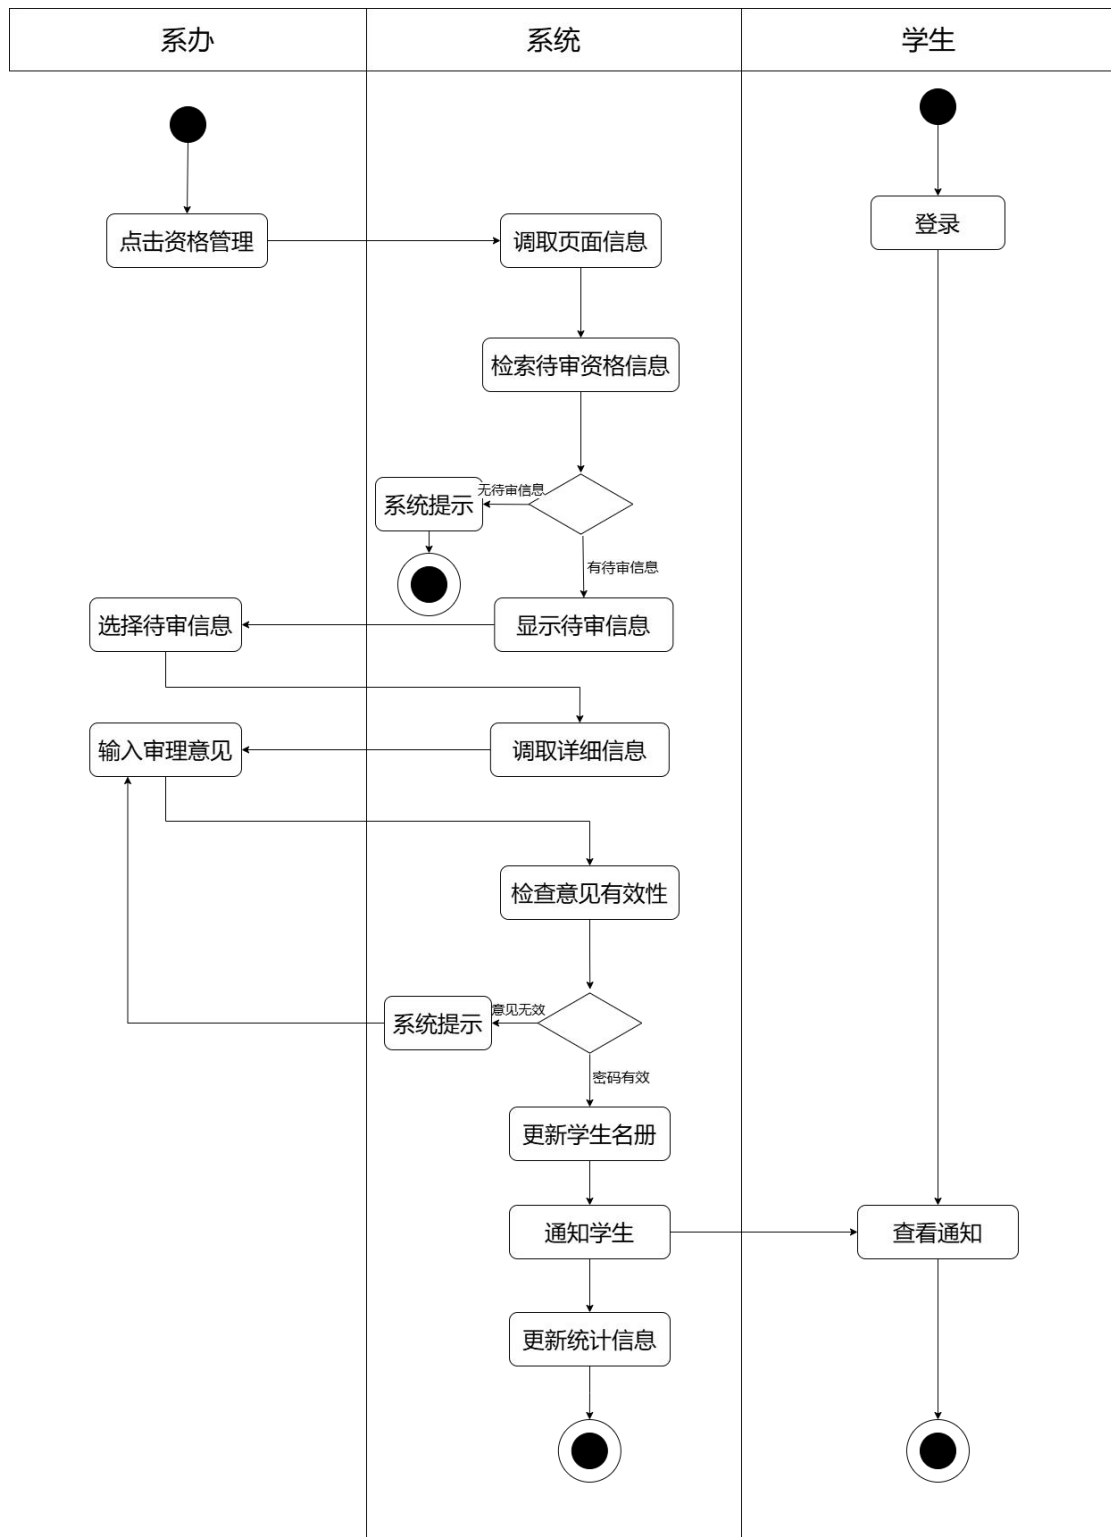 系办
系统
学生
点击资格管理
调取页面信息
登录
检索待审资格信息
系统提示
无待审信息
有待审信息
选择待审信息
显示待审信息
输入审理意见
调取详细信息
检查意见有效性
系统提示
意见无效
密码有效
更新学生名册
通知学生
查看通知
更新统计信息